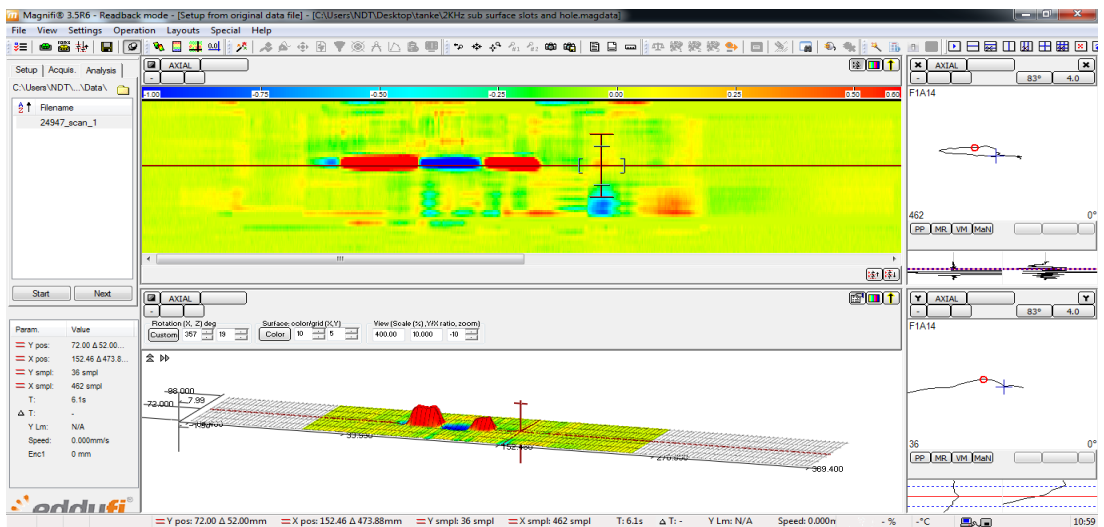 Magnifi® 3.5R6 - Readback mode - [Setup from original data file] - [C:\Users\NDT\Desktop\tanke\2KHz sub surface slots and hole.magdata]
File View Settings Operation Layouts Special Help
Setup Acquis. Analysis
C:\Users\NDT\...\Data\
Filename
24947_scan_1
Start Next
Param. Value
Y pos: 72.00 Δ 52.00...
X pos: 152.46 Δ 473.8...
Y smpl: 36 smpl
X smpl: 462 smpl
T: 6.1s
Δ T: -
Y Lm: N/A
Speed: 0.000mm/s
Enc1 0 mm
eddyfi®
AXIAL
-
-1.00 -0.75 -0.50 -0.25 0.00 0.25 0.50 0.60
AXIAL
-
Rotation (X, Z) deg Surface: color/grid (X,Y) View (Scale (%), Y/X ratio, zoom)
Custom 357 19 Color 10 5 400.00 10.000 -10
-98.000
-72.000 -7.99
33.930
152.460
270.930
389.400
X AXIAL X
- 83° 4.0
F1A14
462 0°
PP MR VM MaN
Y AXIAL Y
- 83° 4.0
F1A14
36 0°
PP MR VM MaN
Y pos: 72.00 Δ 52.00mm X pos: 152.46 Δ 473.88mm Y smpl: 36 smpl X smpl: 462 smpl T: 6.1s Δ T: - Y Lm: N/A Speed: 0.000n - % -°C 10:59